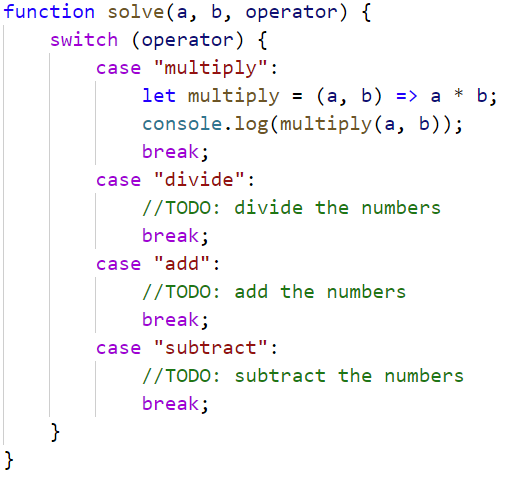 function solve(a, b, operator) {
    switch (operator) {
        case "multiply":
            let multiply = (a, b) => a * b;
            console.log(multiply(a, b));
            break;
        case "divide":
            //TODO: divide the numbers
            break;
        case "add":
            //TODO: add the numbers
            break;
        case "subtract":
            //TODO: subtract the numbers
            break;
    }
}